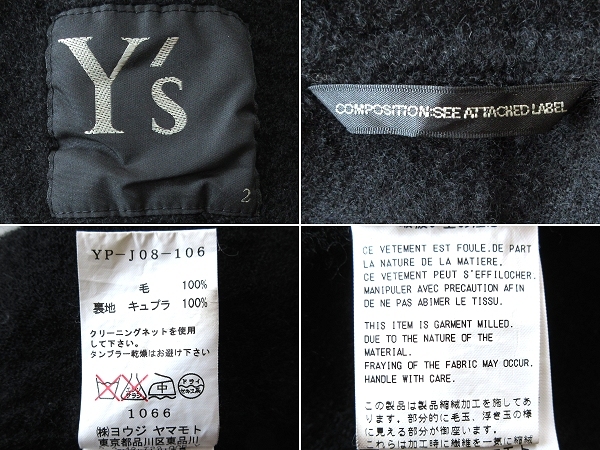 Y's
2
COMPOSITION:SEE ATTACHED LABEL
YP-J08-106
毛 100%
裏地 キュプラ 100%
クリーニングネットを使用
して下さい。
タンブラー乾燥はお避け下さい
中
1066
㈱ヨウジ ヤマモト
東京都品川区東品川
CE VETEMENT EST FOULE.DE PART
LA NATURE DE LA MATIERE,
CE VETEMENT PEUT S'EFFILOCHER.
MANIPULER AVEC PRECAUTION AFIN
DE NE PAS ABIMER LE TISSU.
THIS ITEM IS GARMENT MILLED.
DUE TO THE NATURE OF THE
MATERIAL.
FRAYING OF THE FABRIC MAY OCCUR.
HANDLE WITH CARE.
この製品は製品縮絨加工を施してあ
ります。部分的に毛玉、浮き玉の様
に見える部分が御座います。
これらは加工時に繊維を一気に縮絨